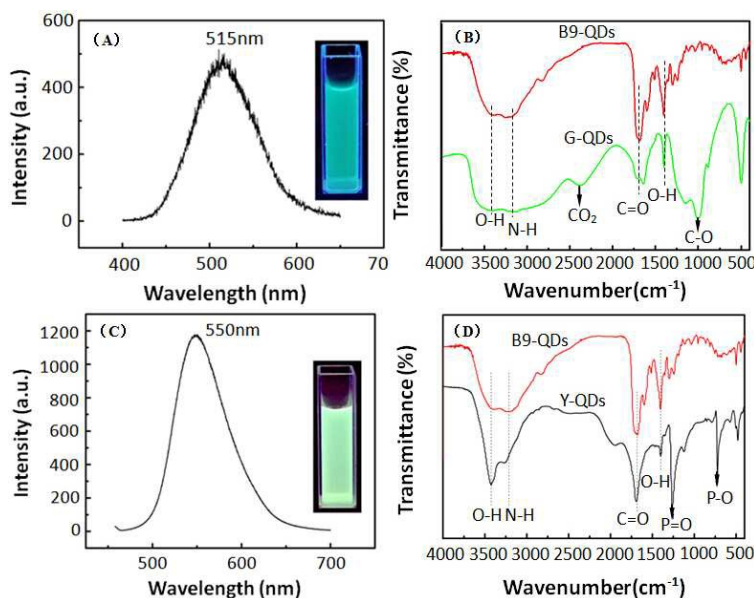 (A)
515nm
600
500
400
300
200
100
0
Intensity (a.u.)
400
500
600
70
Wavelength (nm)
(B)
B9-QDs
G-QDs
O-H
N-H
CO2
C=O
O-H
C-O
Transmittance (%)
4000 3500 3000 2500 2000 1500 1000 500
Wavenumber(cm-1)
(C)
550nm
1200
1000
800
600
400
200
0
Intensity (a.u.)
500
600
700
Wavelength (nm)
(D)
B9-QDs
Y-QDs
O-H
N-H
C=O
O-H
P=O
P-O
Transmittance (%)
4000 3500 3000 2500 2000 1500 1000 500
Wavenumber(cm-1)